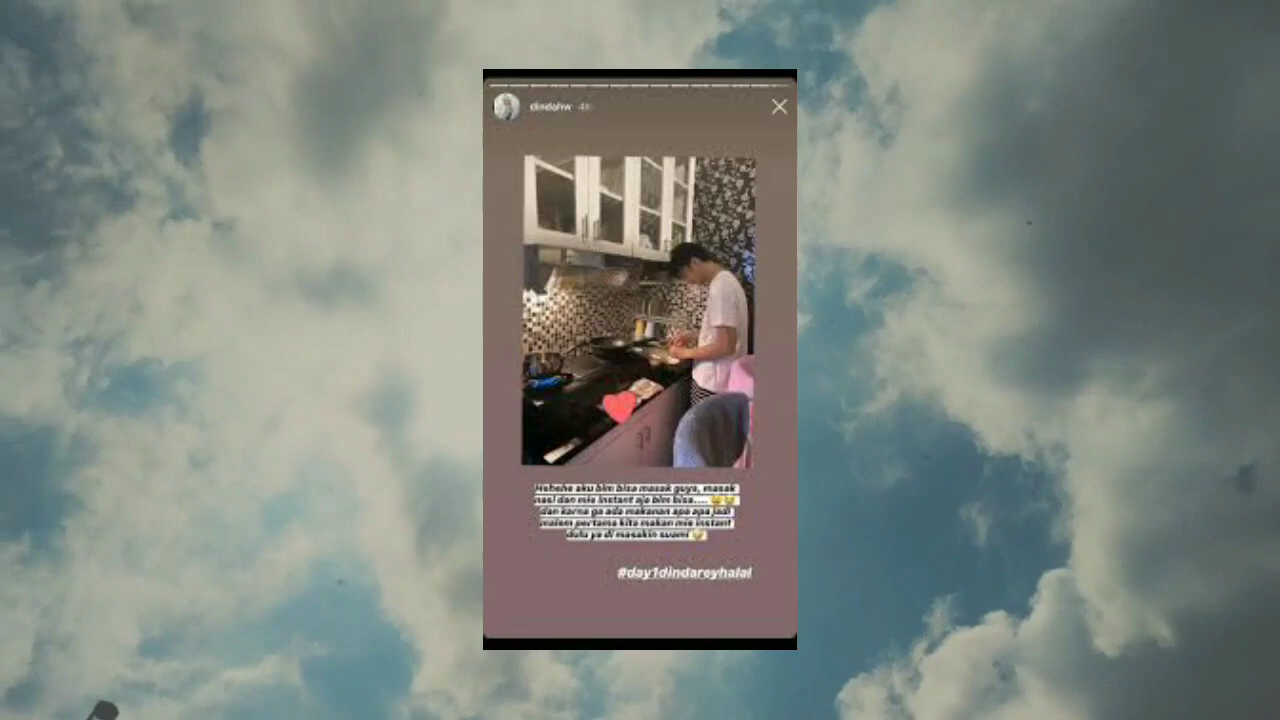 dindahw 4h
Hehehe aku blm bisa masak guys, masak
nasi dan mie instant aja blm bisa....
dan karna ga ada makanan apa apa jadi
malem pertama kita makan mie instant
dulu ya di masakin suami
#day1dindareyhalal